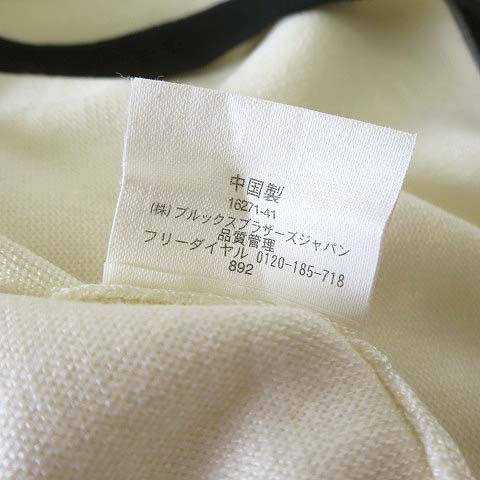 中国製
16271-41
(株)ブルックスブラザーズジャパン
品質管理
フリーダイヤル 0120-185-718
892